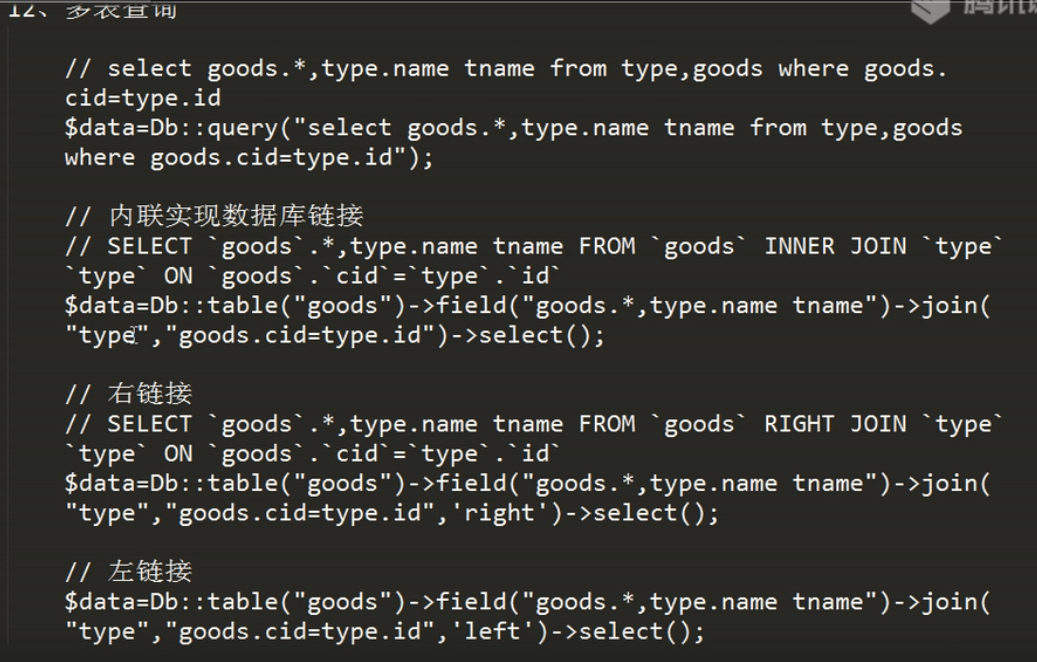 12、多表查询
腾讯课
// select goods.*,type.name tname from type,goods where goods.
cid=type.id
$data=Db::query("select goods.*,type.name tname from type,goods
where goods.cid=type.id");
// 内联实现数据库链接
// SELECT `goods`.*,type.name tname FROM `goods` INNER JOIN `type`
`type` ON `goods`.`cid`=`type`.`id`
$data=Db::table("goods")->field("goods.*,type.name tname")->join(
"type","goods.cid=type.id")->select();
// 右链接
// SELECT `goods`.*,type.name tname FROM `goods` RIGHT JOIN `type`
`type` ON `goods`.`cid`=`type`.`id`
$data=Db::table("goods")->field("goods.*,type.name tname")->join(
"type","goods.cid=type.id",'right')->select();
// 左链接
$data=Db::table("goods")->field("goods.*,type.name tname")->join(
"type","goods.cid=type.id",'left')->select();